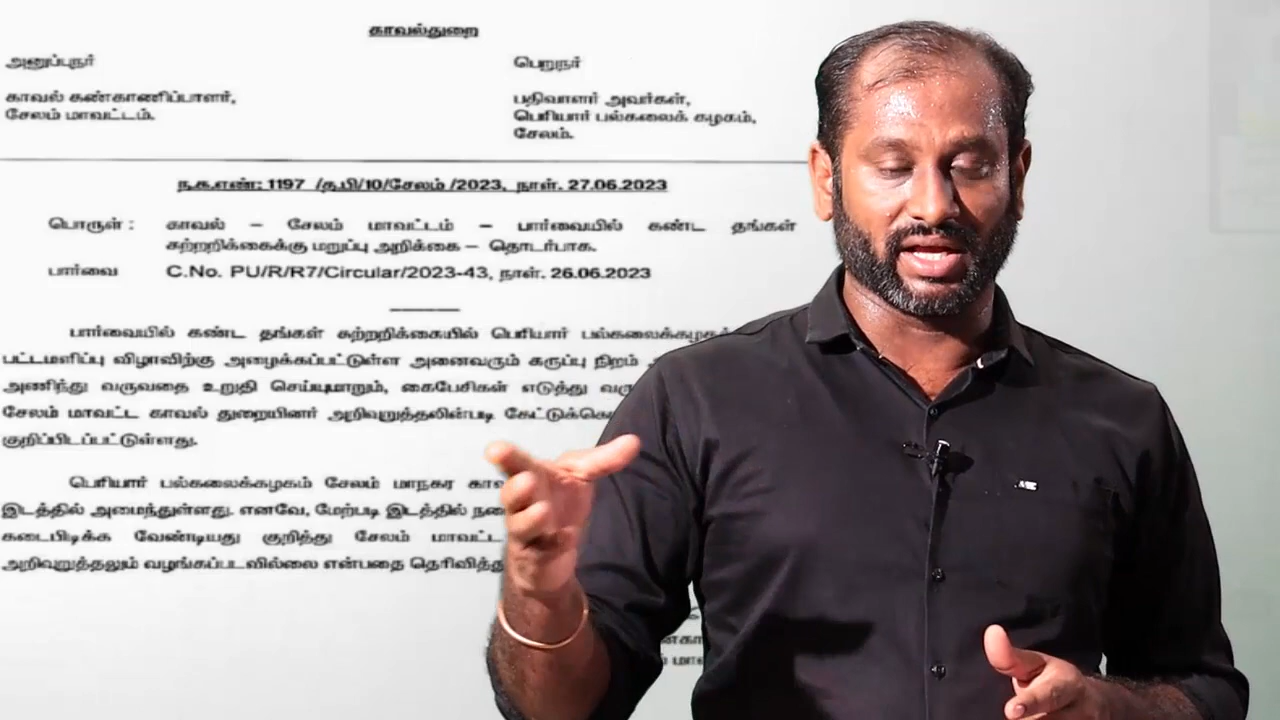 காவல்துறை
அனுப்புநர்
காவல் கண்காணிப்பாளர்,
சேலம் மாவட்டம்.
பெறுநர்
பதிவாளர் அவர்கள்,
பெரியார் பல்கலைக் கழகம்,
சேலம்.
ந.க.எண்: 1197 /த.பி/10/சேலம் /2023, நாள். 27.06.2023
பொருள் : காவல் – சேலம் மாவட்டம் – பார்வையில் கண்ட தங்கள்
சுற்றறிக்கைக்கு மறுப்பு அறிக்கை – தொடர்பாக.
பார்வை C.No. PU/R/R7/Circular/2023-43, நாள். 26.06.2023
பார்வையில் கண்ட தங்கள் சுற்றறிக்கையில் பெரியார்
பட்டமளிப்பு விழாவிற்கு அழைக்கப்பட்டுள்ள அனைவரும் கருப்பு நிறம்
அணிந்து வருவதை உறுதி செய்யுமாறும், கைபேசிகள் எடுத்து
சேலம் மாவட்ட காவல் துறையினர் அறிவுறுத்தலின்படி
குறிப்பிடப்பட்டுள்ளது.
பெரியார் பல்கலைக்கழகம் சேலம் மாநகர
இடத்தில் அமைந்துள்ளது. எனவே, மேற்படி இடத்தில்
கடைபிடிக்க வேண்டியது குறித்து சேலம் மாவட்ட
அறிவுறுத்தலும் வழங்கப்படவில்லை என்பதை